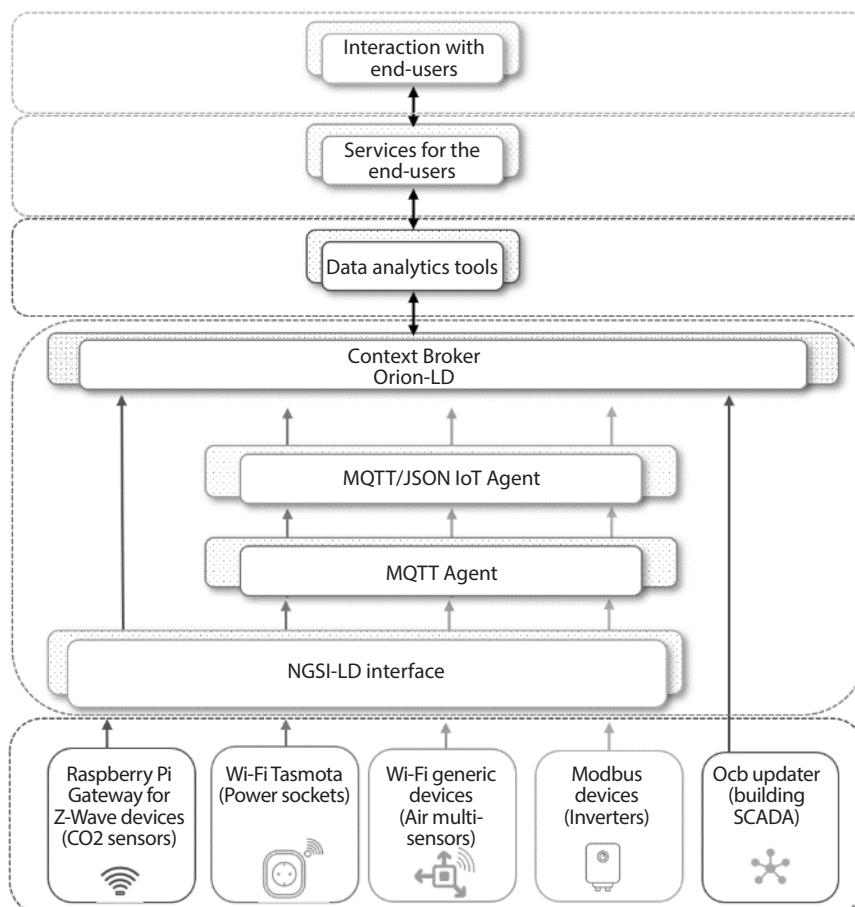 Interaction with
end-users
Services for the
end-users
Data analytics tools
Context Broker
Orion-LD
MQTT/JSON IoT Agent
MQTT Agent
NGSI-LD interface
Raspberry Pi
Gateway for
Z-Wave devices
(CO2 sensors)
Wi-Fi Tasmota
(Power sockets)
Wi-Fi generic
devices
(Air multi-
sensors)
Modbus
devices
(Inverters)
Ocb updater
(building
SCADA)